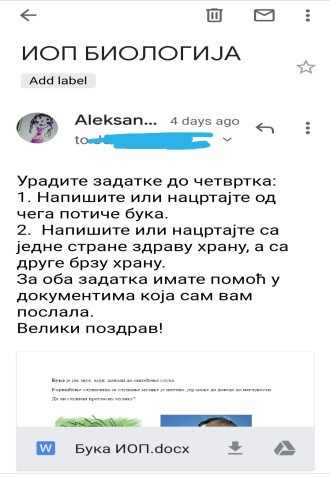 ИОП БИОЛОГИЈА
Add label
Aleksan... 4 days ago
to
Урадите задатке до четвртка:
1. Напишите или нацртајте од
чега потиче бука.
2. Напишите или нацртајте са
једне стране здраву храну, а са
друге брзу храну.
За оба задатка имате помоћ у
документима која сам вам
послала.
Велики поздрав!
Бука је јак звук који доводи до оштећења слуха.
Коришћење слушалица за слушање музике је штетно, јер може да доведе до наглувости.
Да ли слушаш прегласну музику?
W Бука ИОП.docx